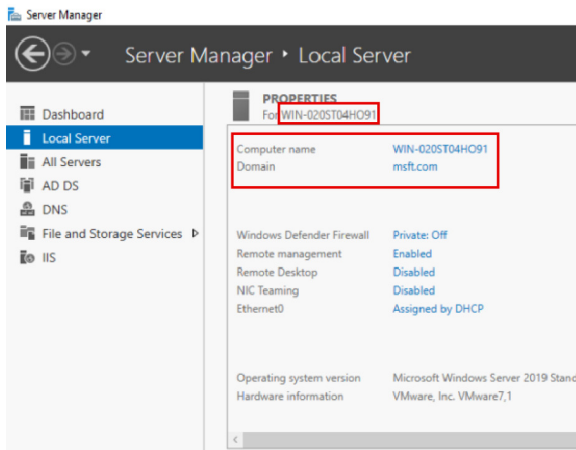 Server Manager
Server Manager ‣ Local Server
Dashboard
Local Server
All Servers
AD DS
DNS
File and Storage Services
IIS
PROPERTIES
For WIN-020ST04HO91
Computer name WIN-020ST04HO91
Domain msft.com
Windows Defender Firewall Private: Off
Remote management Enabled
Remote Desktop Disabled
NIC Teaming Disabled
Ethernet0 Assigned by DHCP
Operating system version Microsoft Windows Server 2019 Stand
Hardware information VMware, Inc. VMware7,1